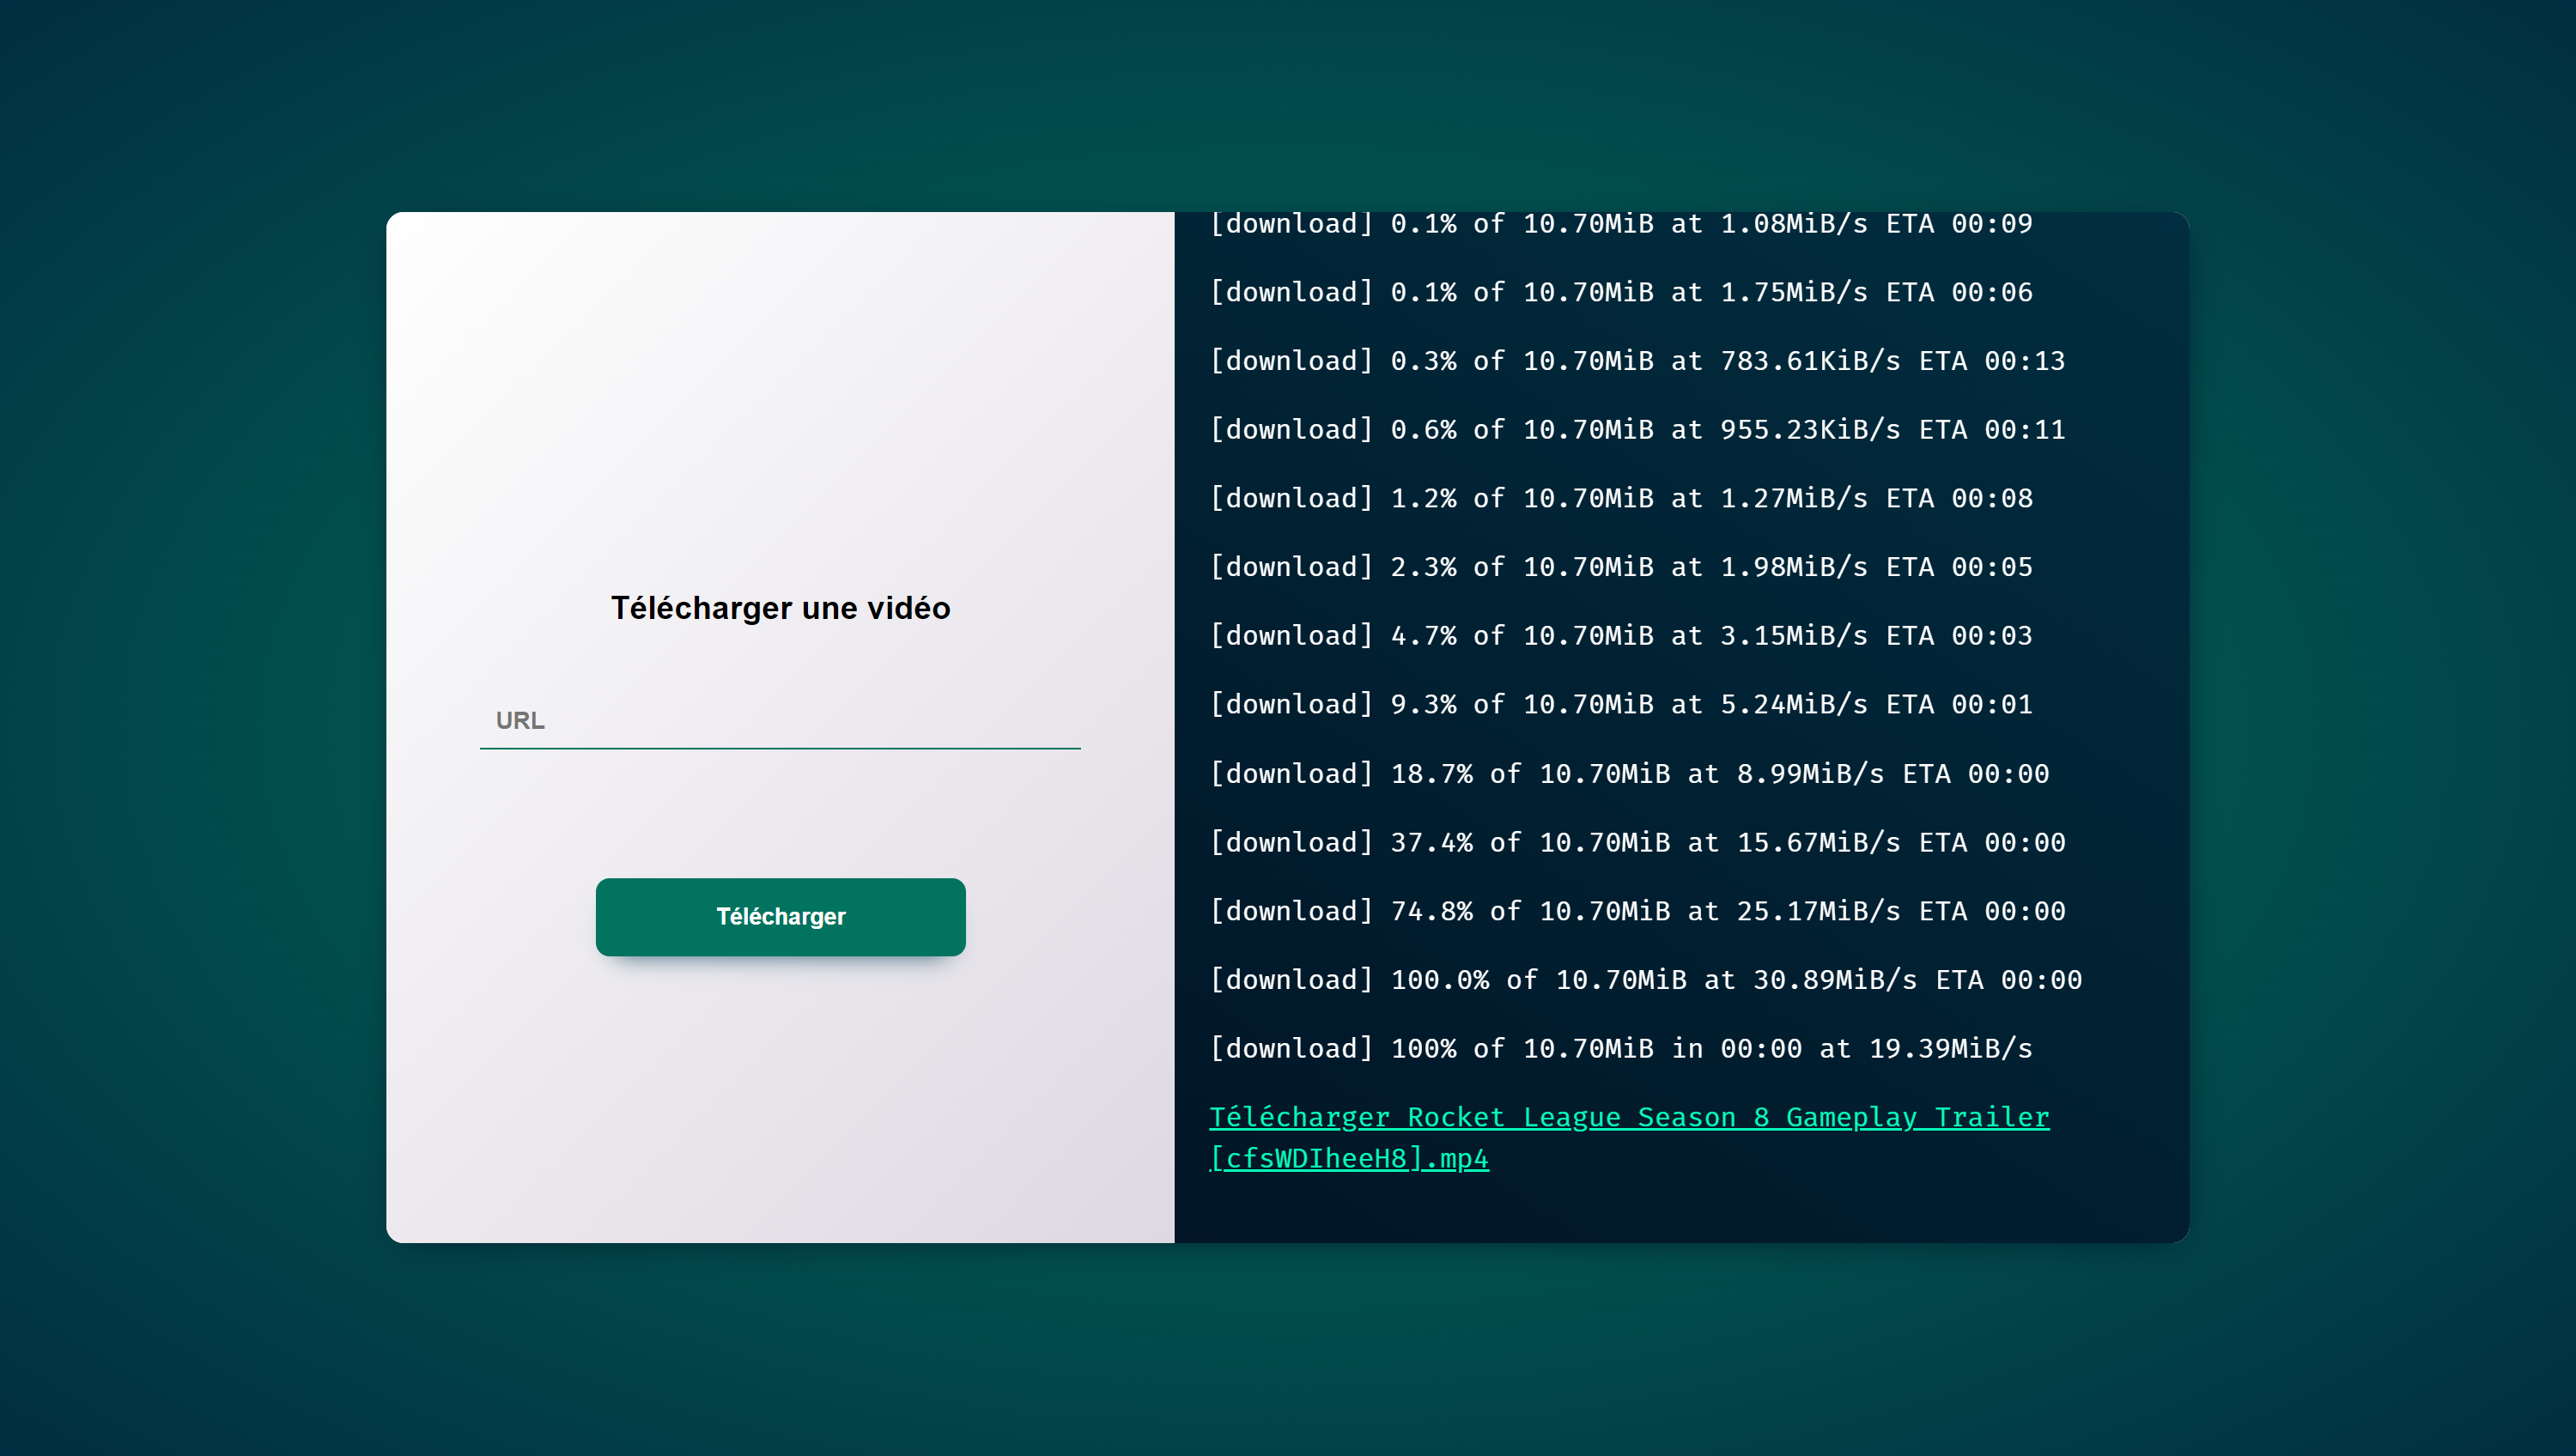 Télécharger une vidéo
URL
Télécharger
[download] 0.1% of 10.70MiB at 1.08MiB/s ETA 00:09
[download] 0.1% of 10.70MiB at 1.75MiB/s ETA 00:06
[download] 0.3% of 10.70MiB at 783.61KiB/s ETA 00:13
[download] 0.6% of 10.70MiB at 955.23KiB/s ETA 00:11
[download] 1.2% of 10.70MiB at 1.27MiB/s ETA 00:08
[download] 2.3% of 10.70MiB at 1.98MiB/s ETA 00:05
[download] 4.7% of 10.70MiB at 3.15MiB/s ETA 00:03
[download] 9.3% of 10.70MiB at 5.24MiB/s ETA 00:01
[download] 18.7% of 10.70MiB at 8.99MiB/s ETA 00:00
[download] 37.4% of 10.70MiB at 15.67MiB/s ETA 00:00
[download] 74.8% of 10.70MiB at 25.17MiB/s ETA 00:00
[download] 100.0% of 10.70MiB at 30.89MiB/s ETA 00:00
[download] 100% of 10.70MiB in 00:00 at 19.39MiB/s
Télécharger Rocket League Season 8 Gameplay Trailer
[cfsWDIheeH8].mp4